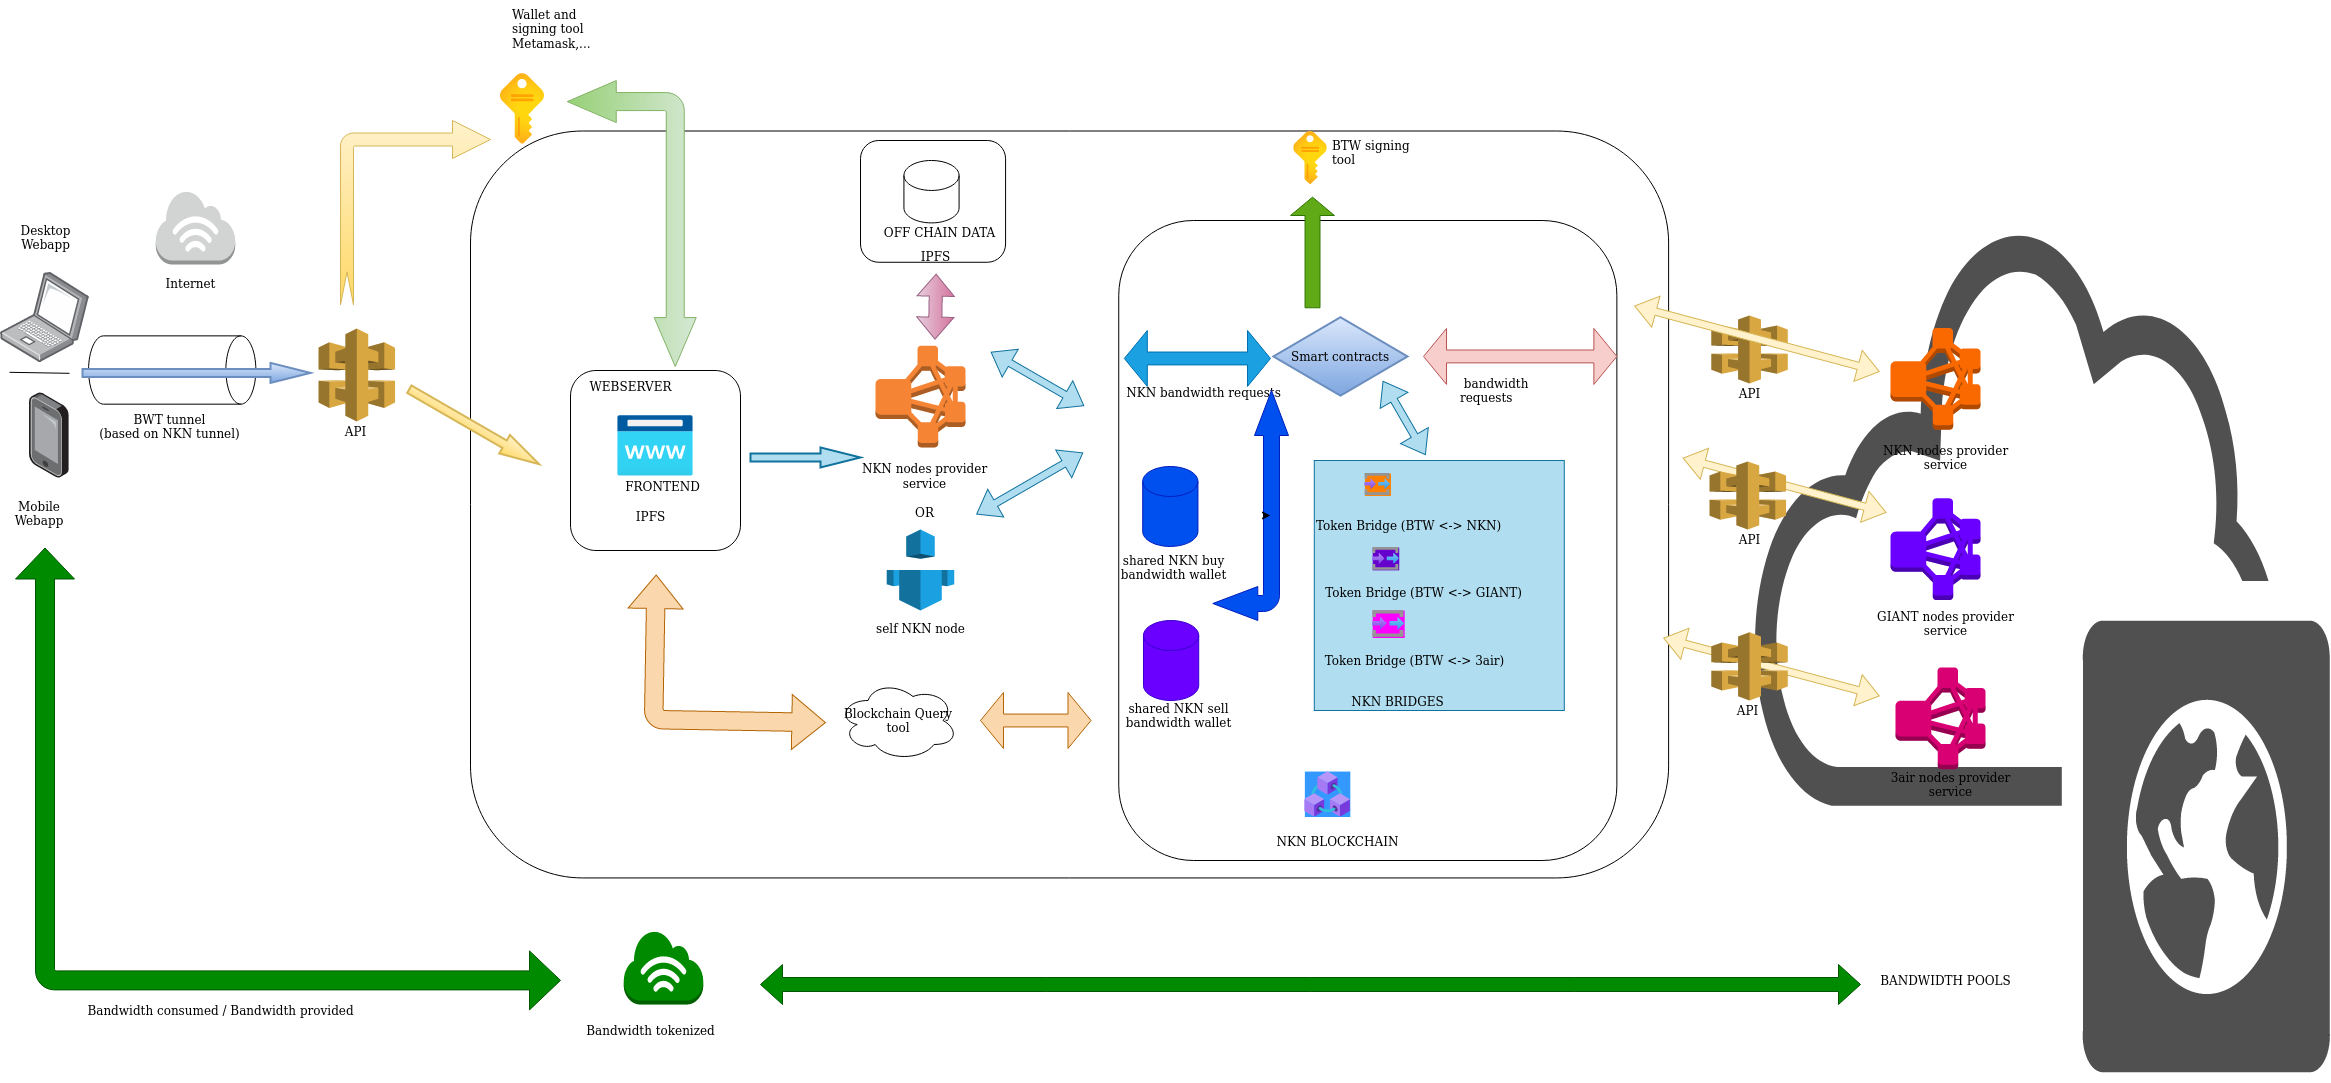 Wallet and
signing tool
Metamask,...
Desktop
Webapp
Internet
BWT tunnel
(based on NKN tunnel)
API
Mobile
Webapp
WEBSERVER
WWW
FRONTEND
IPFS
OFF CHAIN DATA
IPFS
NKN nodes provider
service
OR
self NKN node
Blockchain Query
tool
BTW signing
tool
Smart contracts
NKN bandwidth requests
bandwidth
requests
shared NKN buy
bandwidth wallet
shared NKN sell
bandwidth wallet
Token Bridge (BTW <-> NKN)
Token Bridge (BTW <-> GIANT)
Token Bridge (BTW <-> 3air)
NKN BRIDGES
NKN BLOCKCHAIN
API
NKN nodes provider
service
API
GIANT nodes provider
service
API
3air nodes provider
service
Bandwidth consumed / Bandwidth provided
Bandwidth tokenized
BANDWIDTH POOLS